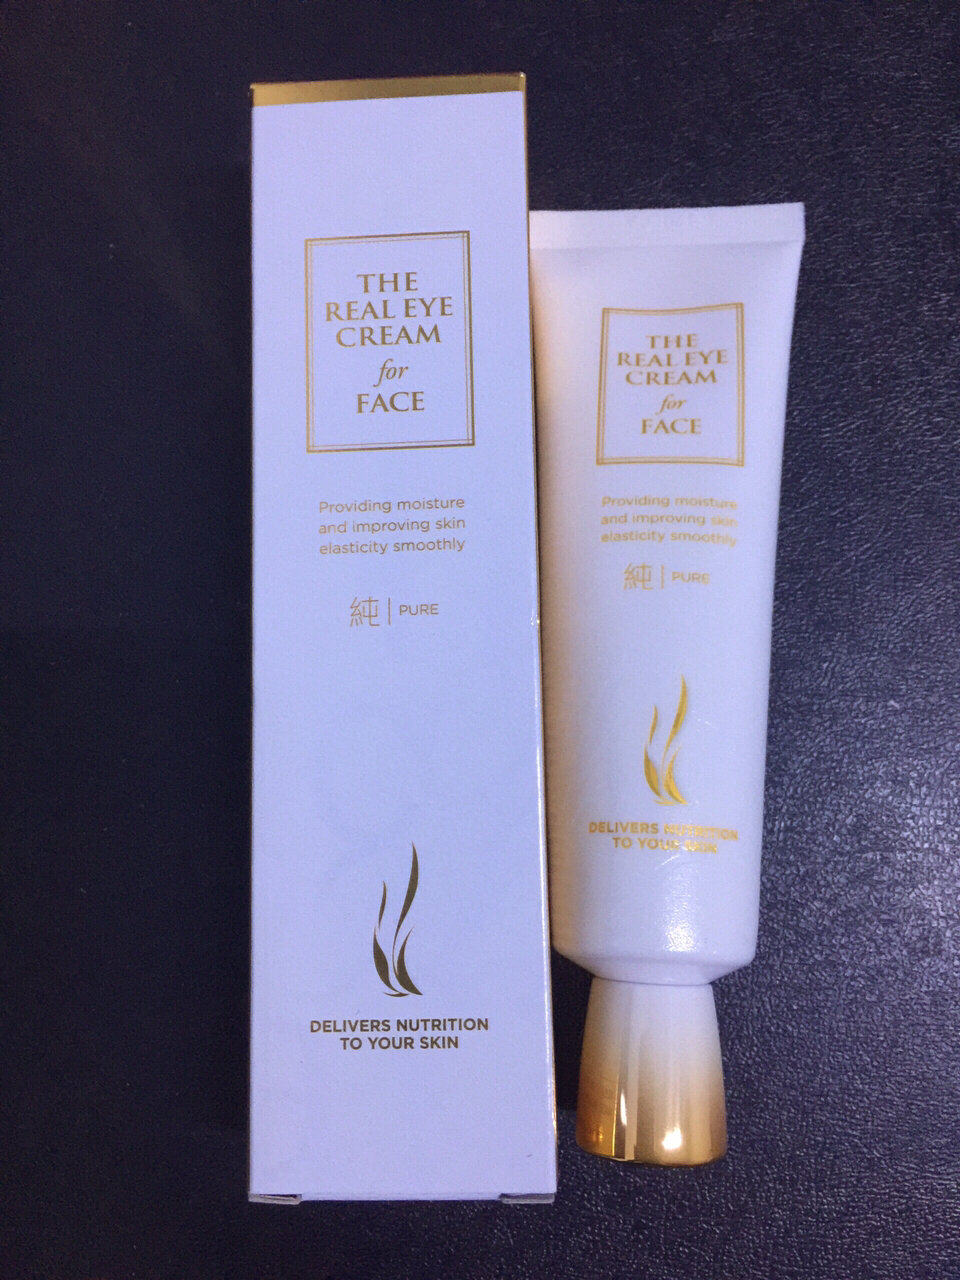 THE
REAL EYE
CREAM
for
FACE
Providing moisture
and improving skin
elasticity smoothly
純 | PURE
DELIVERS NUTRITION
TO YOUR SKIN
THE
REAL EYE
CREAM
for
FACE
Providing moisture
and improving skin
elasticity smoothly
純 | PURE
DELIVERS NUTRITION
TO YOUR SKIN